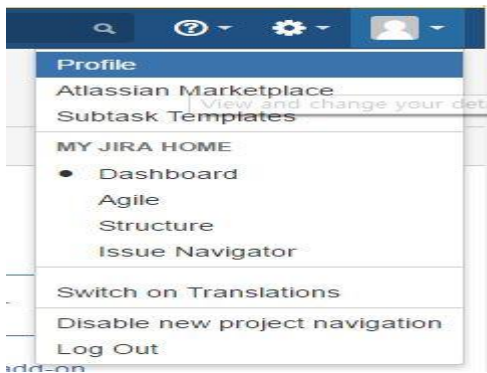 Profile
Atlassian Marketplace
View and change your det
Subtask Templates
MY JIRA HOME
Dashboard
Agile
Structure
Issue Navigator
Switch on Translations
Disable new project navigation
Log Out
add-on